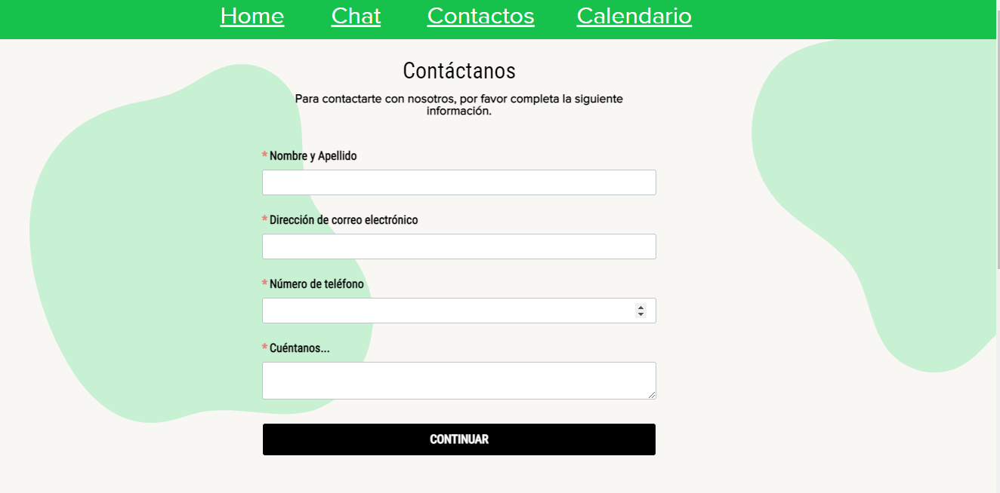 Home Chat Contactos Calendario
Contáctanos
Para contactarte con nosotros, por favor completa la siguiente
información.
* Nombre y Apellido
* Dirección de correo electrónico
* Número de teléfono
* Cuéntanos...
CONTINUAR